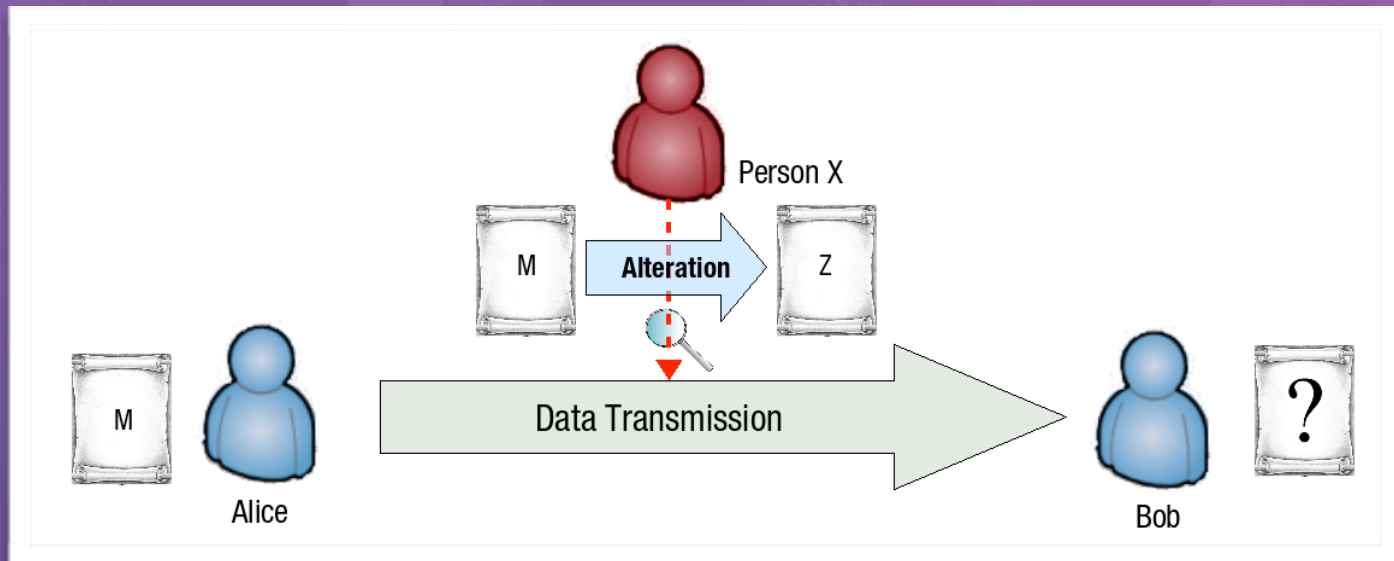 Person X
M
Alteration
Z
M
Data Transmission
?
Alice
Bob